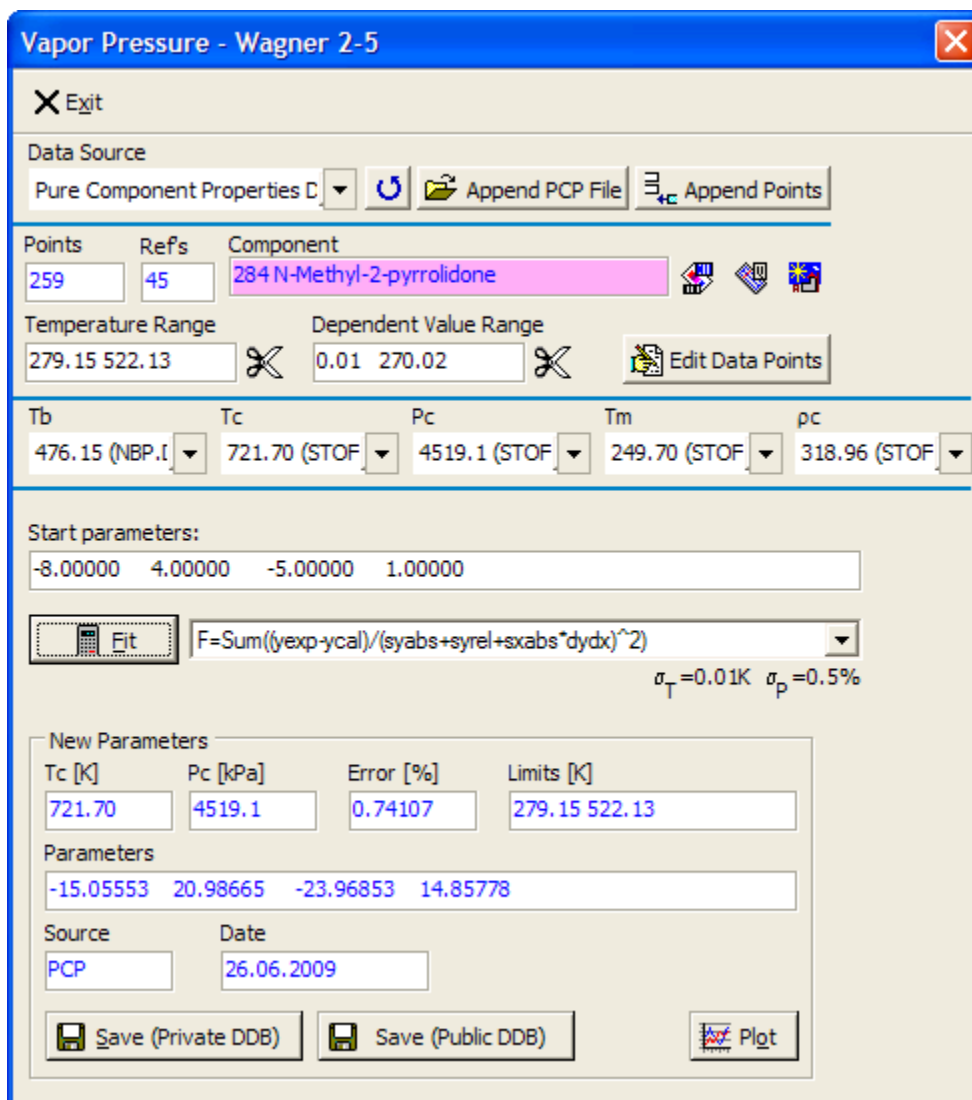 Vapor Pressure - Wagner 2-5
Exit
Data Source
Pure Component Properties D Append PCP File Append Points
Points Refs Component
259 45 284 N-Methyl-2-pyrrolidone
Temperature Range Dependent Value Range
279.15 522.13 0.01 270.02 Edit Data Points
Tb Tc Pc Tm ρc
476.15 (NBP.[ 721.70 (STOF 4519.1 (STOF 249.70 (STOF 318.96 (STOF
Start parameters:
-8.00000 4.00000 -5.00000 1.00000
Fit F=Sum((yexp-ycal)/(syabs+syrel+sxabs*dydx)^2)
σT=0.01K σp=0.5%
New Parameters
Tc [K] Pc [kPa] Error [%] Limits [K]
721.70 4519.1 0.74107 279.15 522.13
Parameters
-15.05553 20.98665 -23.96853 14.85778
Source Date
PCP 26.06.2009
Save (Private DDB) Save (Public DDB) Plot